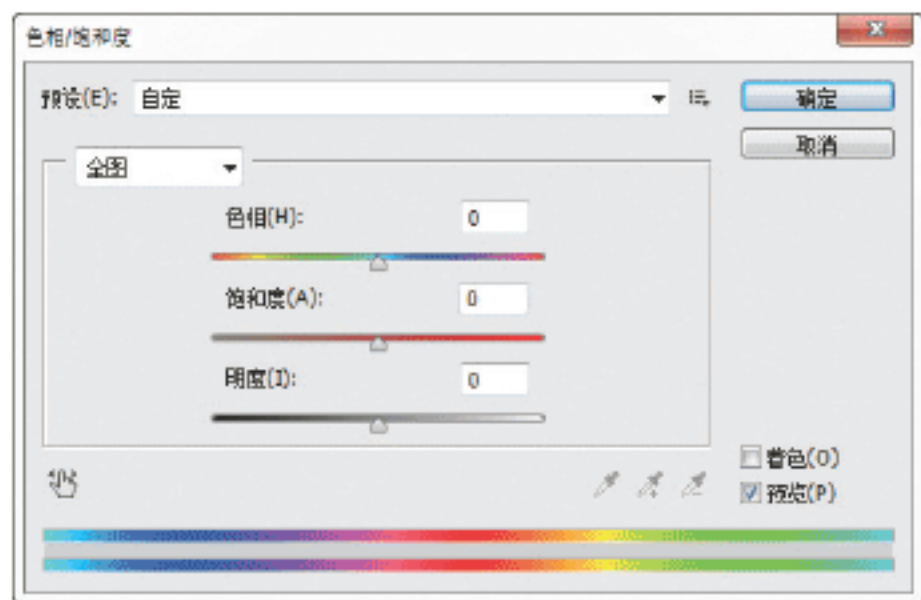 色相/饱和度
预设(E): 自定
确定
取消
全图
色相(H): 0
饱和度(A): 0
明度(I): 0
着色(O)
预览(P)